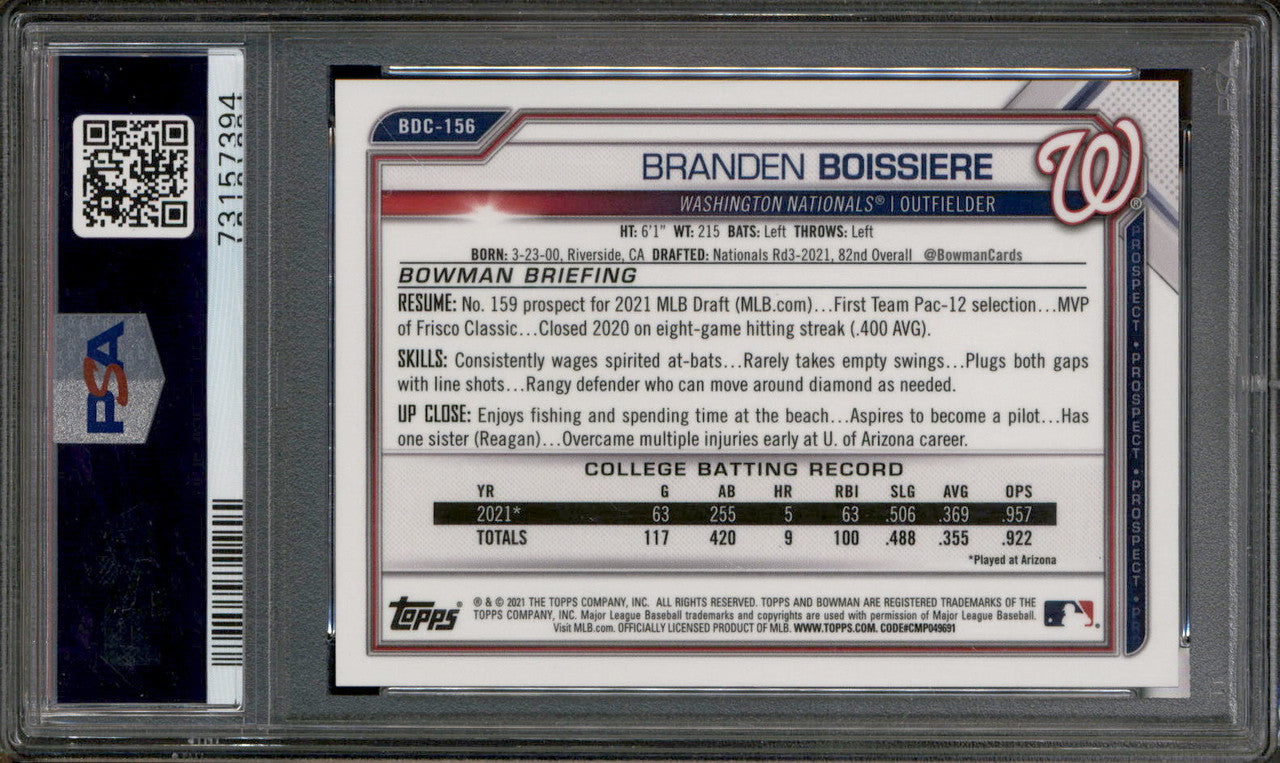 73157394
PSA
BDC-156
BRANDEN BOISSIERE
W®
WASHINGTON NATIONALS® | OUTFIELDER
HT: 6'1" WT: 215 BATS: Left THROWS: Left
BORN: 3-23-00, Riverside, CA DRAFTED: Nationals Rd3-2021, 82nd Overall @BowmanCards
BOWMAN BRIEFING
RESUME: No. 159 prospect for 2021 MLB Draft (MLB.com)...First Team Pac-12 selection...MVP
of Frisco Classic...Closed 2020 on eight-game hitting streak (.400 AVG).
SKILLS: Consistently wages spirited at-bats...Rarely takes empty swings...Plugs both gaps
with line shots...Rangy defender who can move around diamond as needed.
UP CLOSE: Enjoys fishing and spending time at the beach...Aspires to become a pilot...Has
one sister (Reagan)...Overcame multiple injuries early at U. of Arizona career.
COLLEGE BATTING RECORD
YR G AB HR RBI SLG AVG OPS
2021* 63 255 5 63 .506 .369 .957
TOTALS 117 420 9 100 .488 .355 .922
*Played at Arizona
Topps® ® & © 2021 THE TOPPS COMPANY, INC. ALL RIGHTS RESERVED. TOPPS AND BOWMAN ARE REGISTERED TRADEMARKS OF THE
TOPPS COMPANY, INC. Major League Baseball trademarks and copyrights are used with permission of Major League Baseball.
Visit MLB.com. OFFICIALLY LICENSED PRODUCT OF MLB. WWW.TOPPS.COM. CODE#CMP049691
PROSPECT • PROSPECT • PROSPECT • PROSPECT • PR